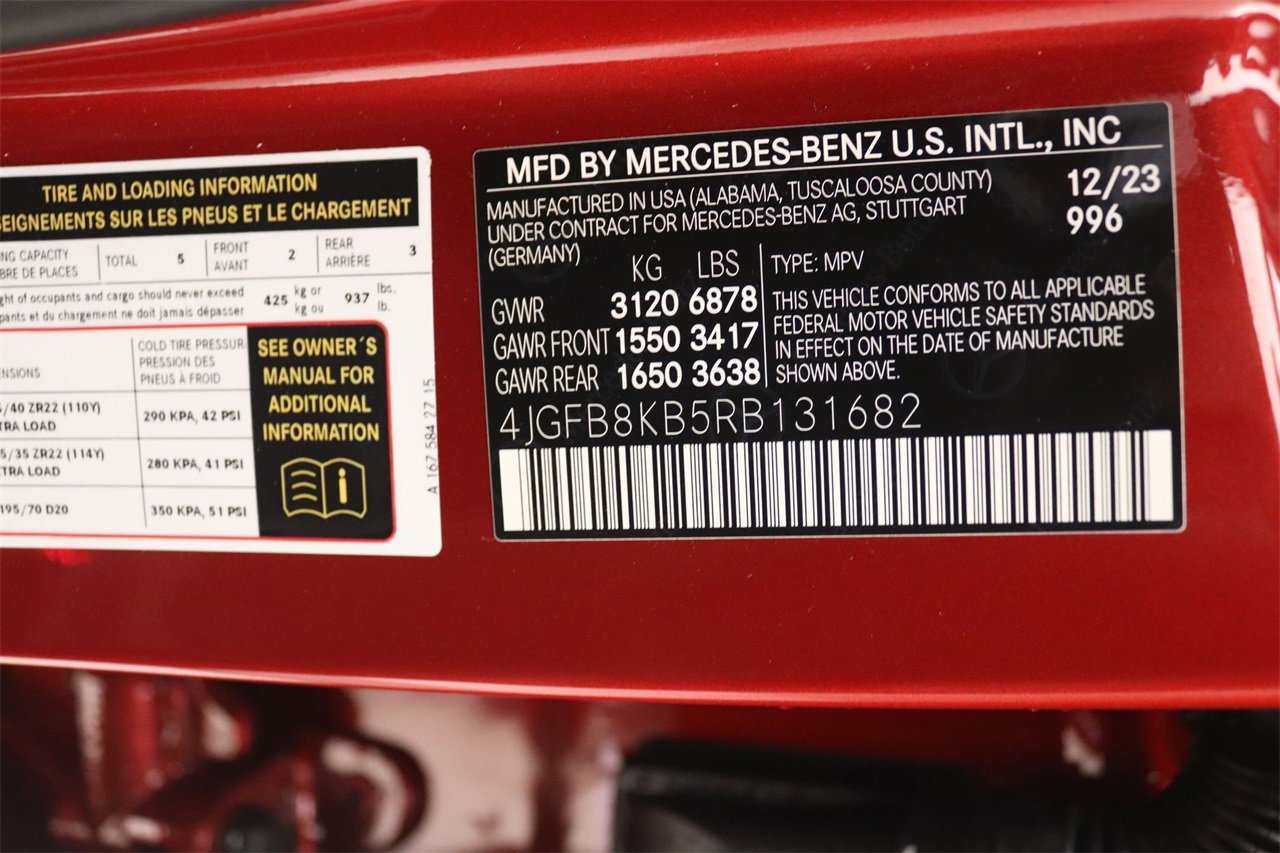 TIRE AND LOADING INFORMATION
SEIGNEMENTS SUR LES PNEUS ET LE CHARGEMENT
NG CAPACITY
BRE DE PLACES
TOTAL 5
FRONT
AVANT
2
REAR
ARRIÈRE
3
ght of occupants and cargo should never exceed
pants et du chargement ne doit jamais dépasser
425 kg or
kg ou
937 lbs.
lb.
NSIONS
COLD TIRE PRESSUR
PRESSION DES
PNEUS À FROID
/40 ZR22 (110Y)
TRA LOAD
290 KPA, 42 PSI
5/35 ZR22 (114Y)
TRA LOAD
280 KPA, 41 PSI
195/70 D20
350 KPA, 51 PSI
SEE OWNER´S
MANUAL FOR
ADDITIONAL
INFORMATION
i
A 167 584 27 15
MFD BY MERCEDES-BENZ U.S. INTL., INC
MANUFACTURED IN USA (ALABAMA, TUSCALOOSA COUNTY)
UNDER CONTRACT FOR MERCEDES-BENZ AG, STUTTGART
(GERMANY)
12/23
996
KG LBS
GVWR 3120 6878
GAWR FRONT 1550 3417
GAWR REAR 1650 3638
TYPE: MPV
THIS VEHICLE CONFORMS TO ALL APPLICABLE
FEDERAL MOTOR VEHICLE SAFETY STANDARDS
IN EFFECT ON THE DATE OF MANUFACTURE
SHOWN ABOVE.
4JGFB8KB5RB131682